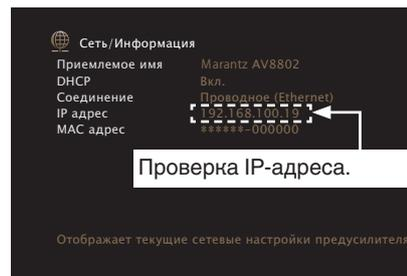 Сеть/Информация
Приемлемое имя Marantz AV8802
DHCP Вкл.
Соединение Проводное (Ethernet)
IP адрес 192.168.100.19
MAC адрес ******-000000
Проверка IP-адреса.
Отображает текущие сетевые настройки предусилителя